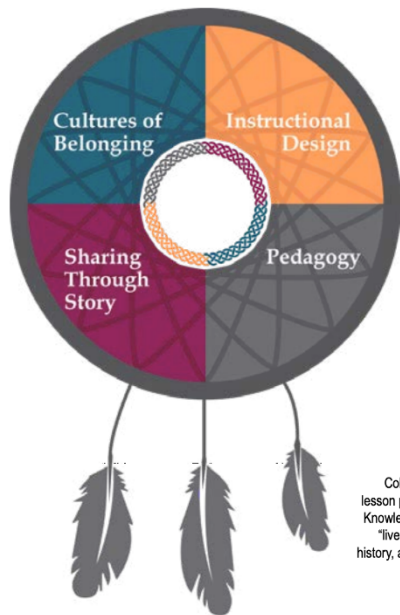 Cultures of
Belonging
Instructional
Design
Sharing
Through
Story
Pedagogy
lesson p
Knowle
"live
history, a